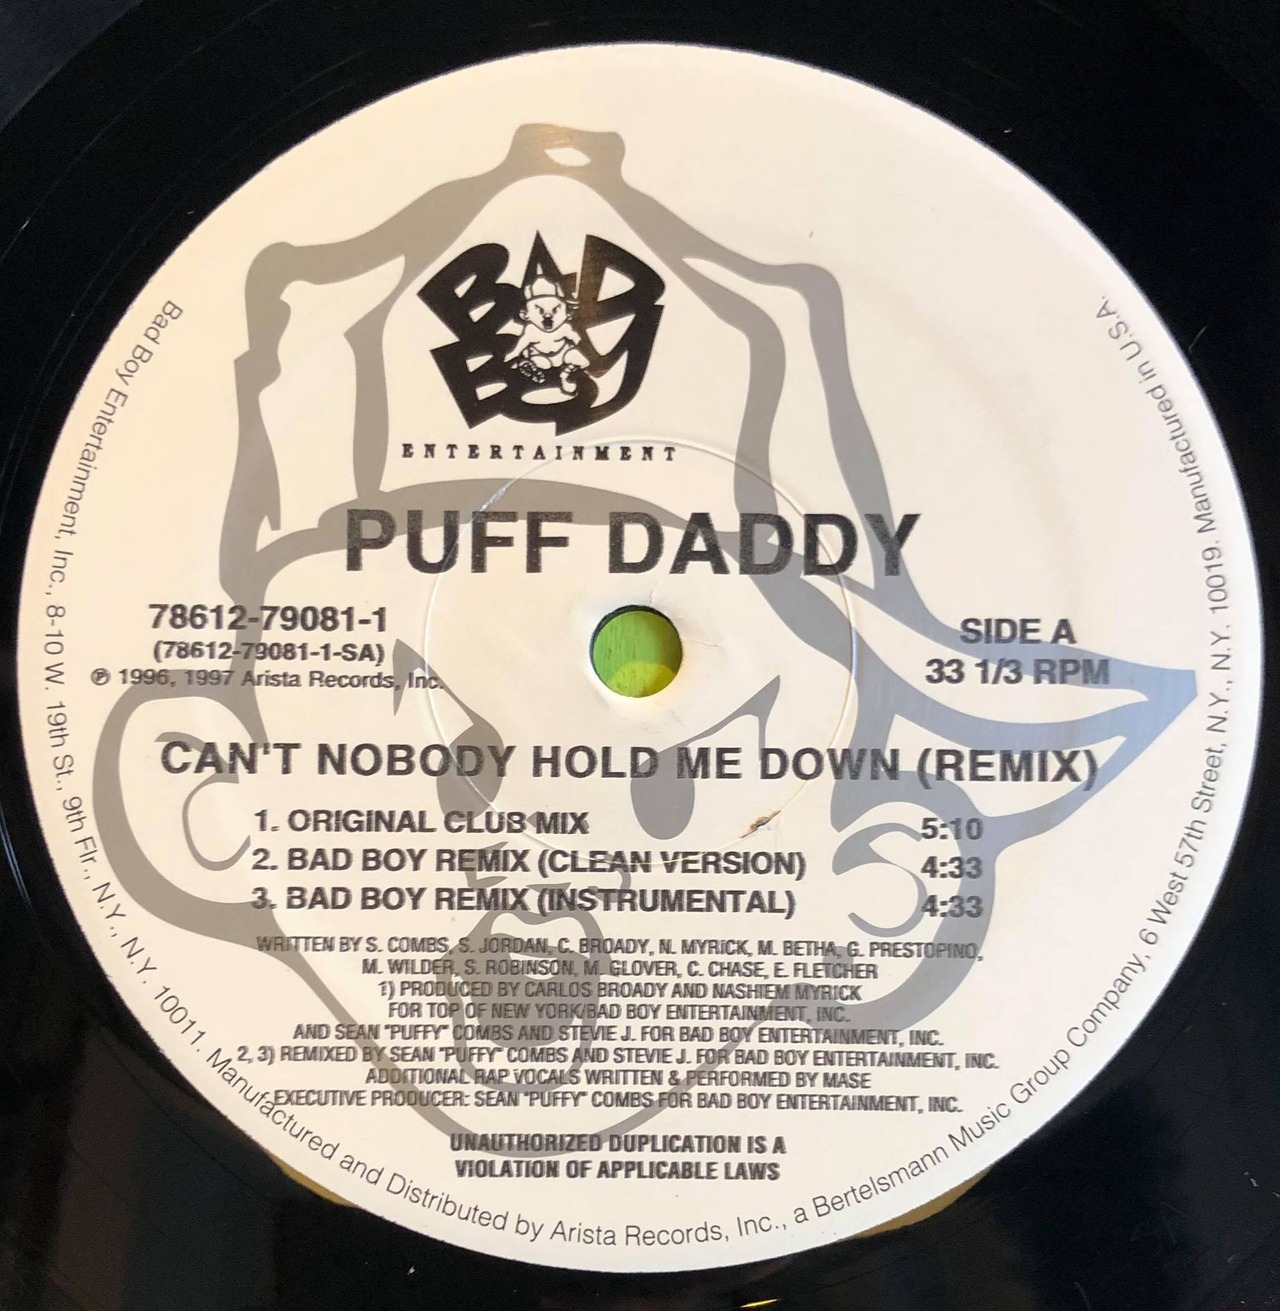 BAD
BOY
ENTERTAINMENT
PUFF DADDY
78612-79081-1
(78612-79081-1-SA)
℗ 1996, 1997 Arista Records, Inc.
SIDE A
33 1/3 RPM
CAN'T NOBODY HOLD ME DOWN (REMIX)
1. ORIGINAL CLUB MIX 5:10
2. BAD BOY REMIX (CLEAN VERSION) 4:33
3. BAD BOY REMIX (INSTRUMENTAL) 4:33
WRITTEN BY S. COMBS, S. JORDAN, C. BROADY, N. MYRICK, M. BETHA, G. PRESTOPINO,
M. WILDER, S. ROBINSON, M. GLOVER, C. CHASE, E. FLETCHER
1) PRODUCED BY CARLOS BROADY AND NASHIEM MYRICK
FOR TOP OF NEW YORK/BAD BOY ENTERTAINMENT, INC.
AND SEAN "PUFFY" COMBS AND STEVIE J. FOR BAD BOY ENTERTAINMENT, INC.
2, 3) REMIXED BY SEAN "PUFFY" COMBS AND STEVIE J. FOR BAD BOY ENTERTAINMENT, INC.
ADDITIONAL RAP VOCALS WRITTEN & PERFORMED BY MASE
EXECUTIVE PRODUCER: SEAN "PUFFY" COMBS FOR BAD BOY ENTERTAINMENT, INC.
UNAUTHORIZED DUPLICATION IS A
VIOLATION OF APPLICABLE LAWS
Bad Boy Entertainment, Inc., 8-10 W. 19th St., 9th Flr., N.Y., N.Y. 10011. Manufactured and Distributed by Arista Records, Inc., a Bertelsmann Music Group Company, 6 West 57th Street, N.Y., N.Y. 10019. Manufactured in U.S.A.